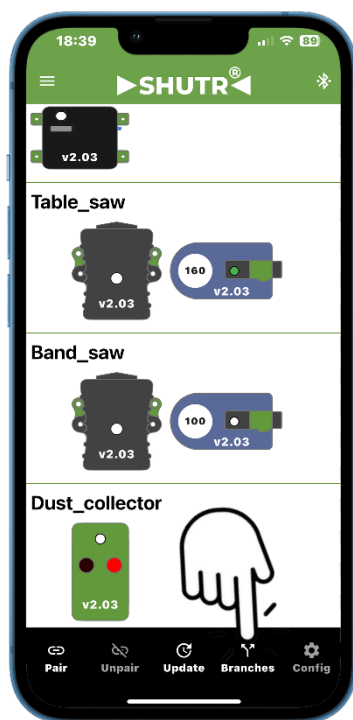 18:39
89
SHUTR®
v2.03
Table_saw
160
v2.03
v2.03
Band_saw
100
v2.03
v2.03
Dust_collector
v2.03
Pair Unpair Update Branches Config